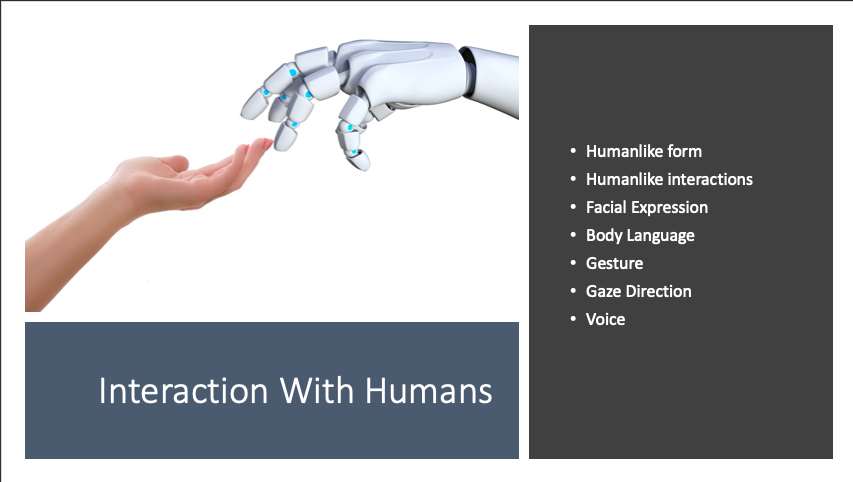 Interaction With Humans
• Humanlike form
• Humanlike interactions
• Facial Expression
• Body Language
• Gesture
• Gaze Direction
• Voice